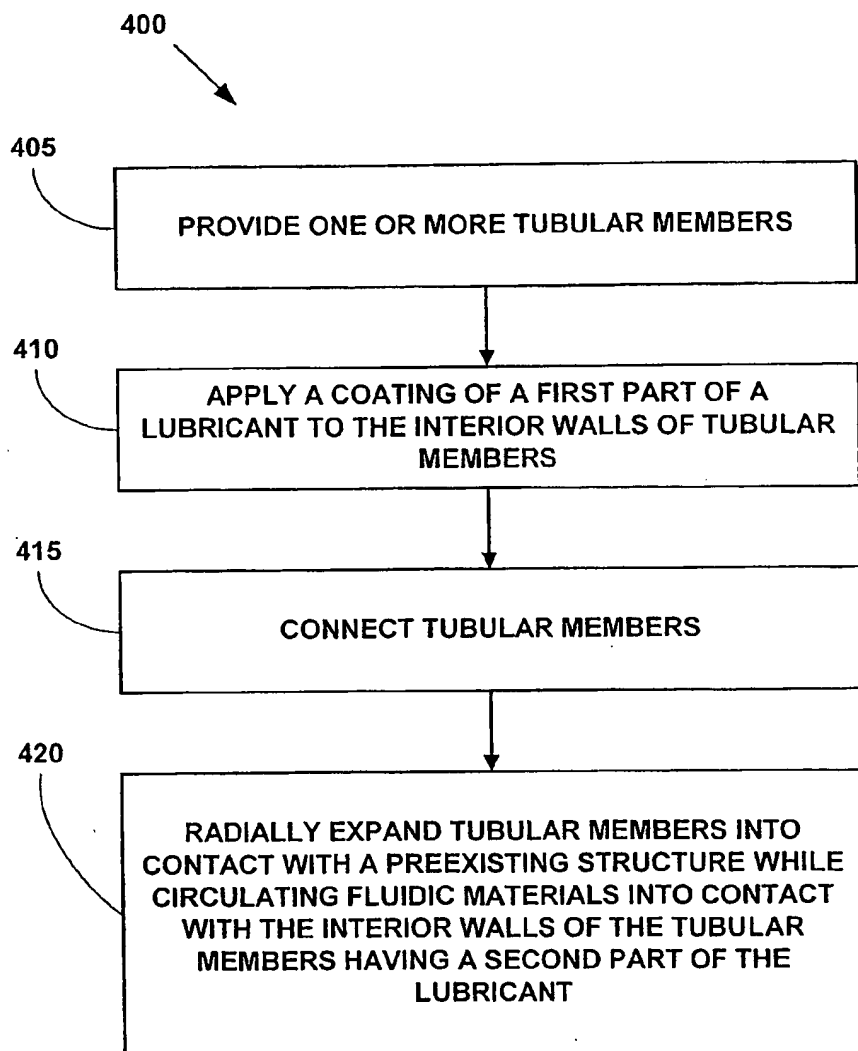 400
405
PROVIDE ONE OR MORE TUBULAR MEMBERS
410
APPLY A COATING OF A FIRST PART OF A
LUBRICANT TO THE INTERIOR WALLS OF TUBULAR
MEMBERS
415
CONNECT TUBULAR MEMBERS
420
RADIALLY EXPAND TUBULAR MEMBERS INTO
CONTACT WITH A PREEXISTING STRUCTURE WHILE
CIRCULATING FLUIDIC MATERIALS INTO CONTACT
WITH THE INTERIOR WALLS OF THE TUBULAR
MEMBERS HAVING A SECOND PART OF THE
LUBRICANT